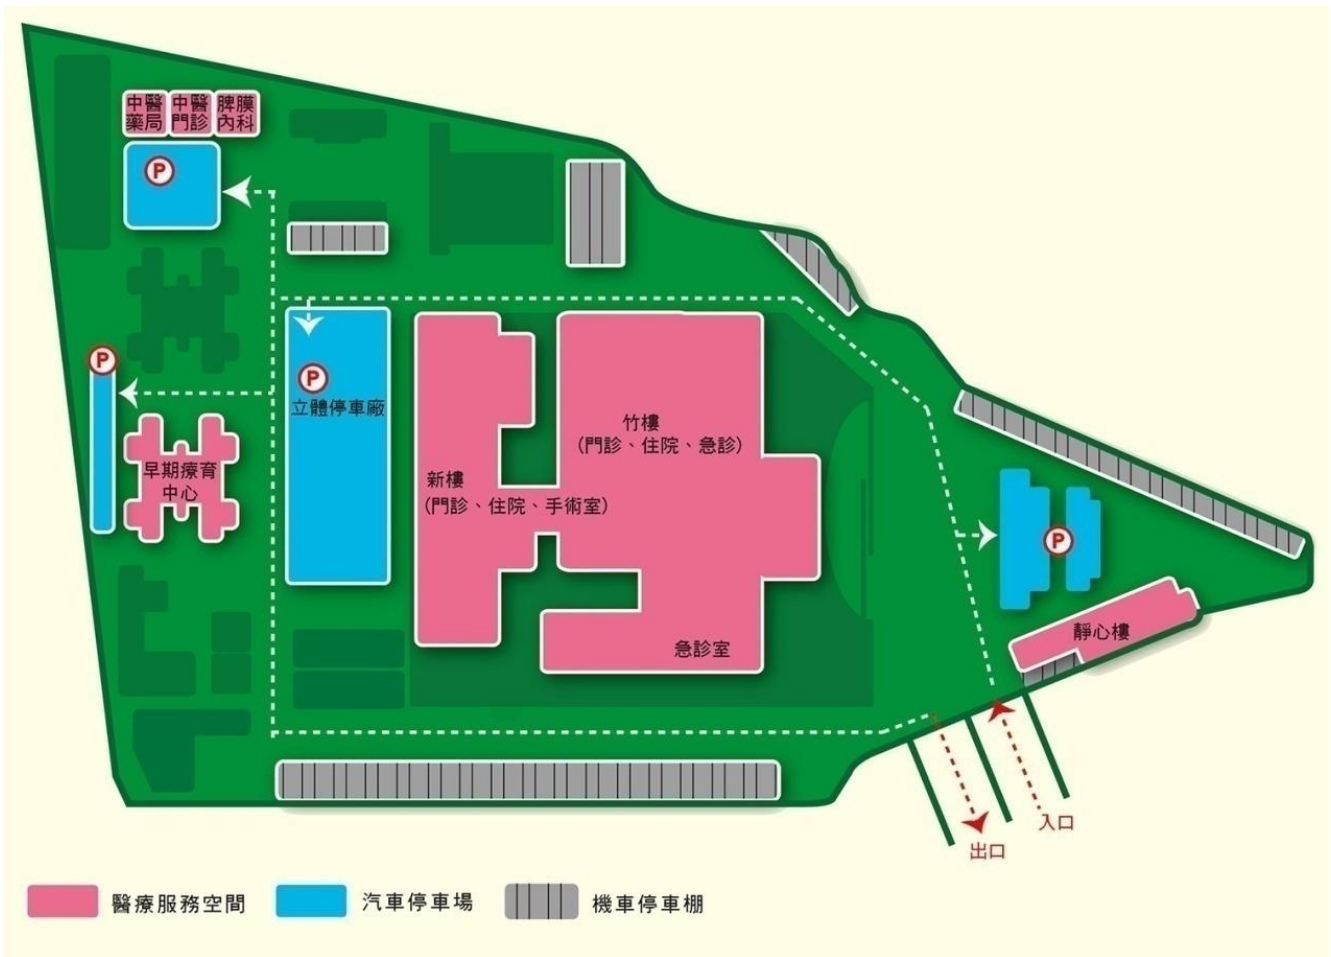 中醫
藥局
中醫
門診
脾膜
內科
P
P
P
立體停車廠
早期療育
中心
竹樓
(門診、住院、急診)
新樓
(門診、住院、手術室)
急診室
P
靜心樓
入口
出口
醫療服務空間
汽車停車場
機車停車棚